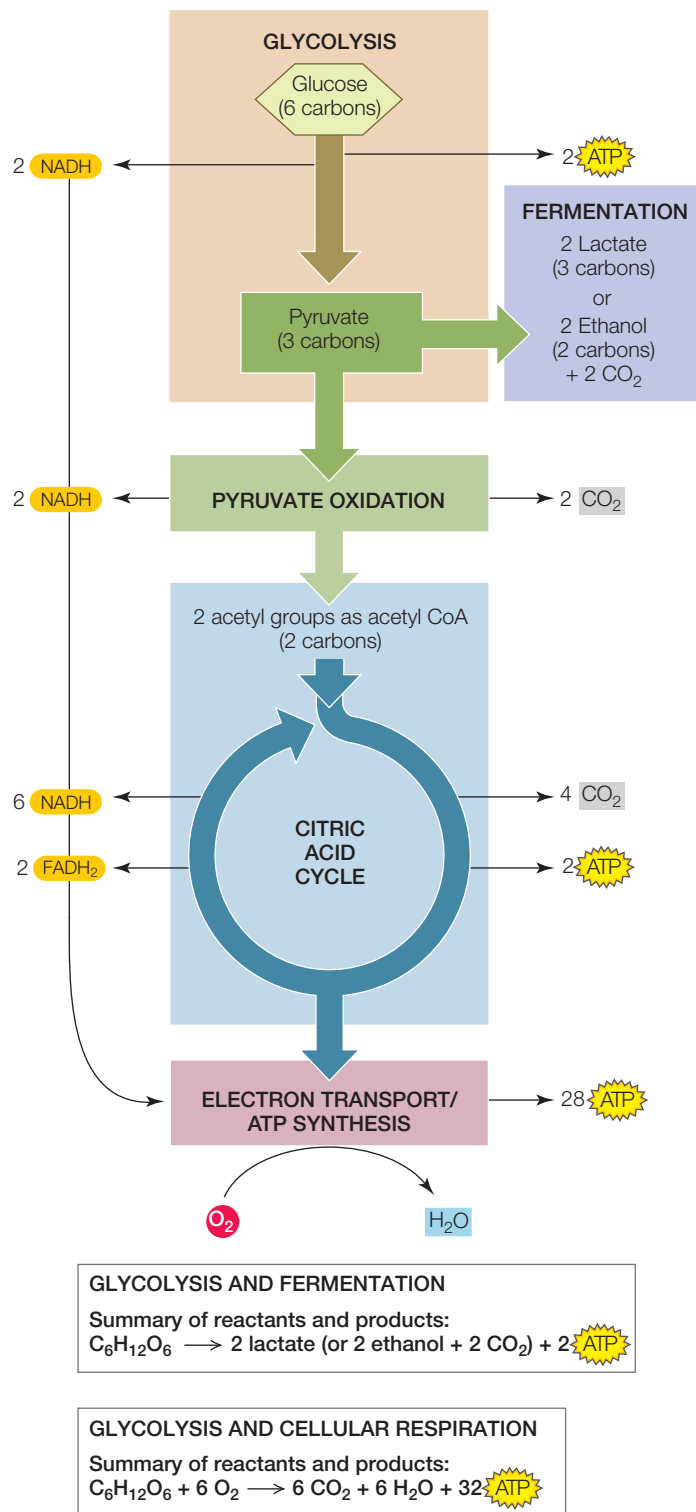 GLYCOLYSIS
Glucose
(6 carbons)
2 NADH
2 ATP
FERMENTATION
2 Lactate
(3 carbons)
or
2 Ethanol
(2 carbons)
+ 2 CO₂
Pyruvate
(3 carbons)
2 NADH
PYRUVATE OXIDATION
2 CO₂
2 acetyl groups as acetyl CoA
(2 carbons)
6 NADH
4 CO₂
CITRIC
ACID
CYCLE
2 FADH₂
2 ATP
ELECTRON TRANSPORT/
ATP SYNTHESIS
28 ATP
O₂
H₂O
GLYCOLYSIS AND FERMENTATION
Summary of reactants and products:
C₆H₁₂O₆ → 2 lactate (or 2 ethanol + 2 CO₂) + 2 ATP
GLYCOLYSIS AND CELLULAR RESPIRATION
Summary of reactants and products:
C₆H₁₂O₆ + 6 O₂ → 6 CO₂ + 6 H₂O + 32 ATP